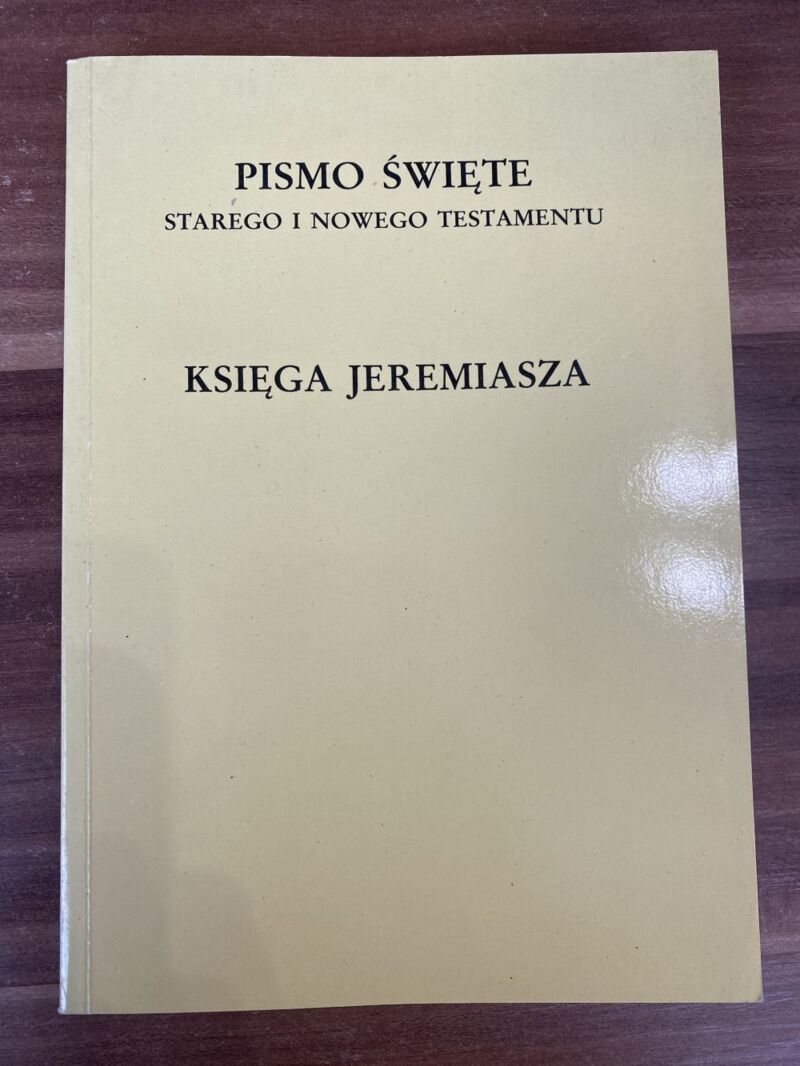 PISMO ŚWIĘTE
STAREGO I NOWEGO TESTAMENTU
KSIĘGA JEREMIASZA